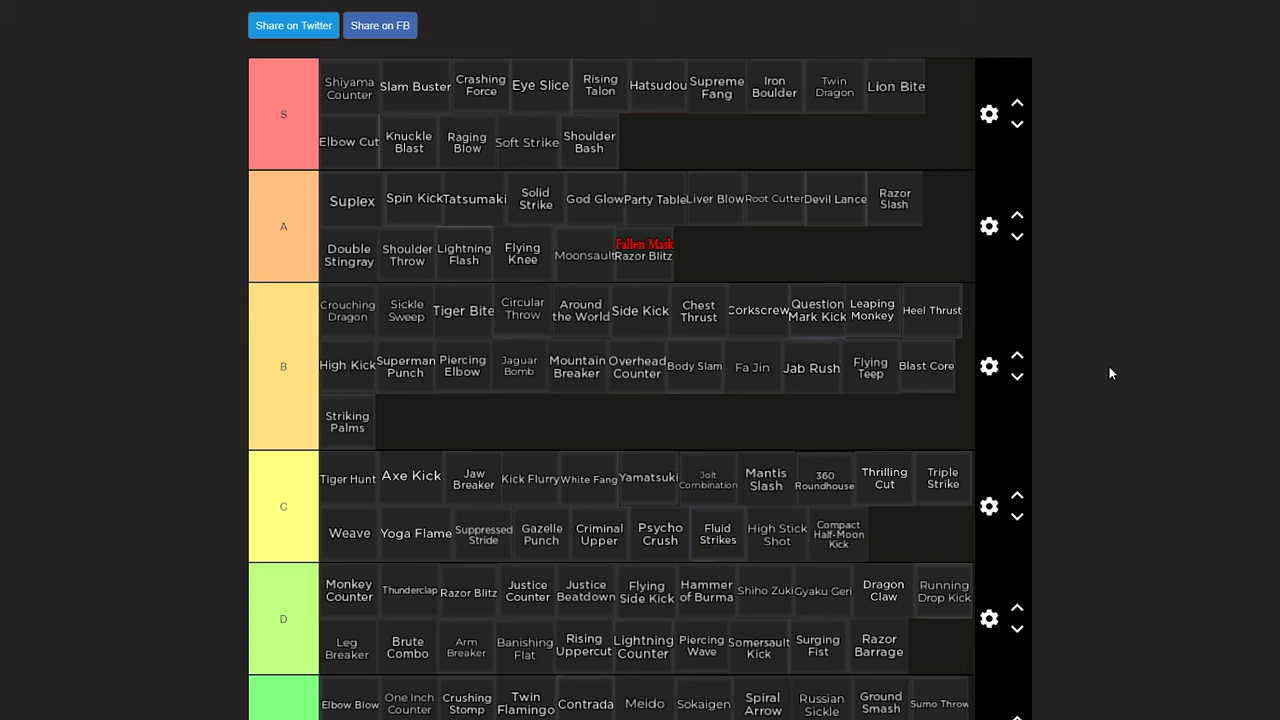 Share on Twitter Share on FB
S
Shiyama Counter Slam Buster Crashing Force Eye Slice Rising Talon Hatsudou Supreme Fang Iron Boulder Twin Dragon Lion Bite
Elbow Cut Knuckle Blast Raging Blow Soft Strike Shoulder Bash
A
Suplex Spin Kick Tatsumaki Solid Strike God Glow Party Table Liver Blow Root Cutter Devil Lance Razor Slash
Double Stingray Shoulder Throw Lightning Flash Flying Knee Moonsault Fallen Mask Razor Blitz
B
Crouching Dragon Sickle Sweep Tiger Bite Circular Throw Around the World Side Kick Chest Thrust Corkscrew Question Mark Kick Leaping Monkey Heel Thrust
High Kick Superman Punch Piercing Elbow Jaguar Bomb Mountain Breaker Overhead Counter Body Slam Fa Jin Jab Rush Flying Teep Blast Core
Striking Palms
C
Tiger Hunt Axe Kick Jaw Breaker Kick Flurry White Fang Yamatsuki Jolt Combination Mantis Slash 360 Roundhouse Thrilling Cut Triple Strike
Weave Yoga Flame Suppressed Stride Gazelle Punch Criminal Upper Psycho Crush Fluid Strikes High Stick Shot Compact Half-Moon Kick
D
Monkey Counter Thunderclap Razor Blitz Justice Counter Justice Beatdown Flying Side Kick Hammer of Burma Shiho Zuki Gyaku Geri Dragon Claw Running Drop Kick
Leg Breaker Brute Combo Arm Breaker Banishing Flat Rising Uppercut Lightning Counter Piercing Wave Somersault Kick Surging Fist Razor Barrage
Elbow Blow One Inch Counter Crushing Stomp Twin Flamingo Contrada Meido Sokaigen Spiral Arrow Russian Sickle Ground Smash Sumo Throw